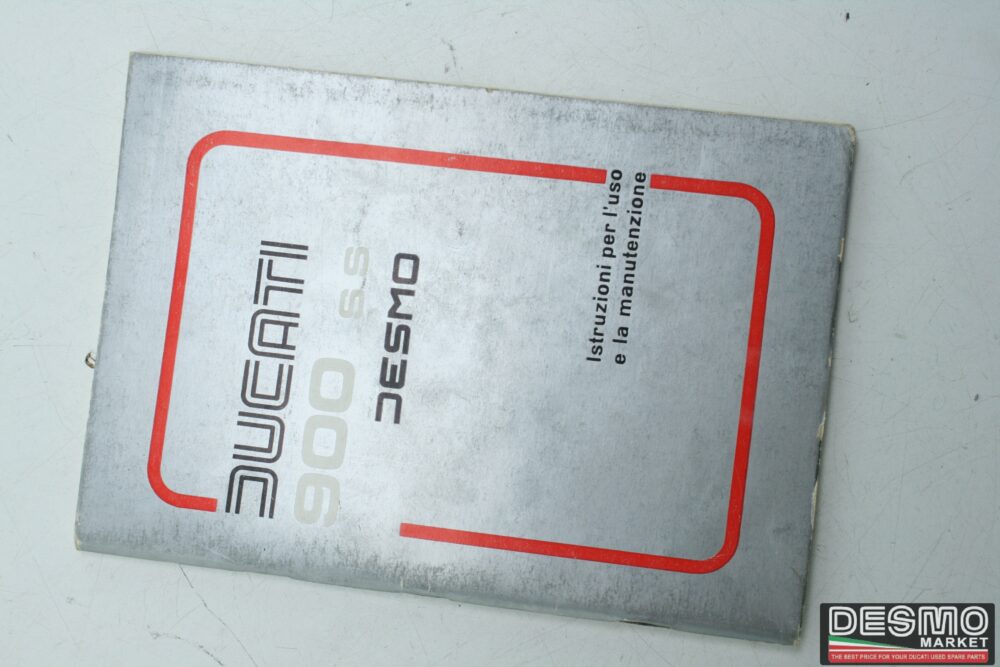 DUCATI
900 S.S
DESMO
Istruzioni per l'uso
e la manutenzione
DESMO
MARKET
THE BEST PRICE FOR YOUR DUCATI USED SPARE PARTS